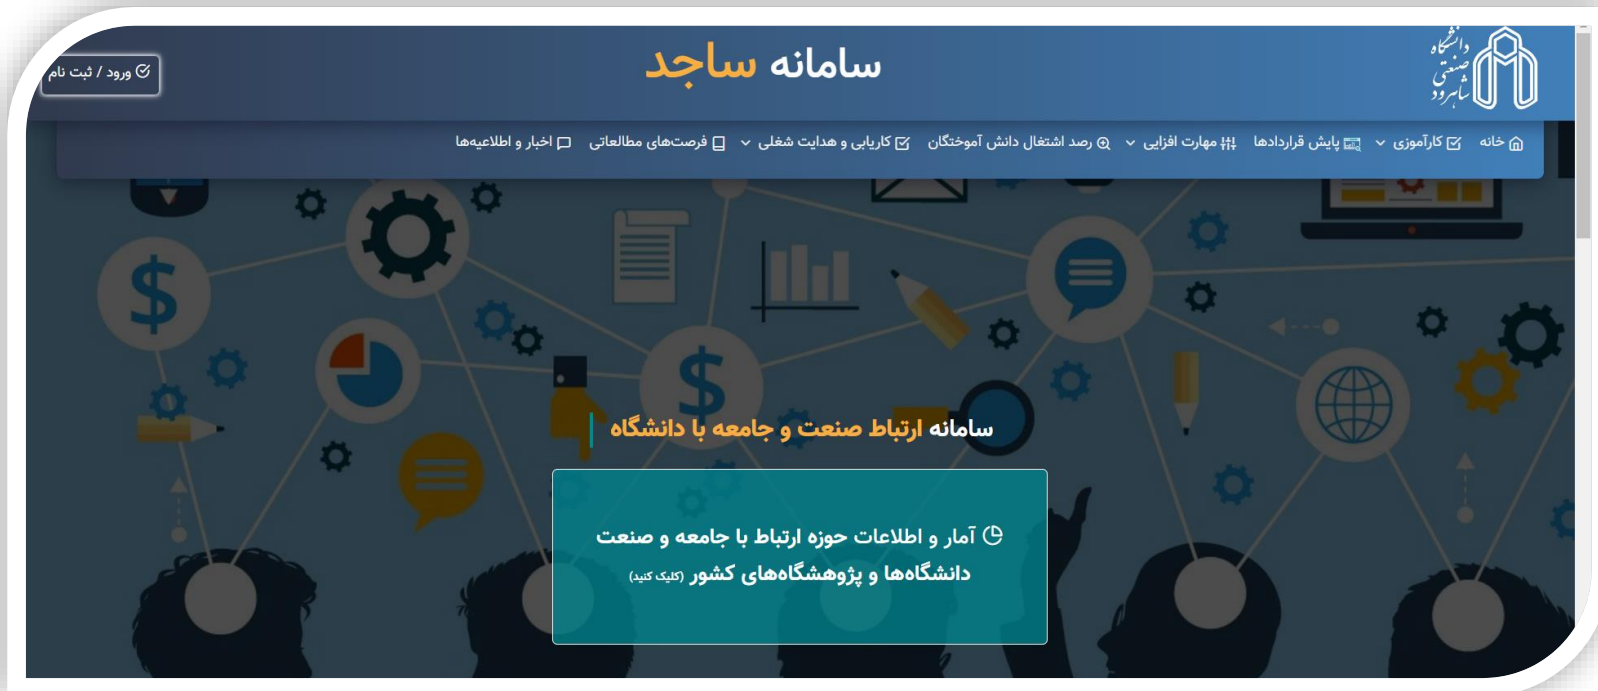 دانشگاه
صنعتی
شاهرود
سامانه ساجد
ورود / ثبت نام
خانه کارآموزی پایش قراردادها مهارت افزایی رصد اشتغال دانش آموختگان کاریابی و هدایت شغلی فرصت‌های مطالعاتی اخبار و اطلاعیه‌ها
سامانه ارتباط صنعت و جامعه با دانشگاه
آمار و اطلاعات حوزه ارتباط با جامعه و صنعت
دانشگاه‌ها و پژوهشگاه‌های کشور (کلیک کنید)